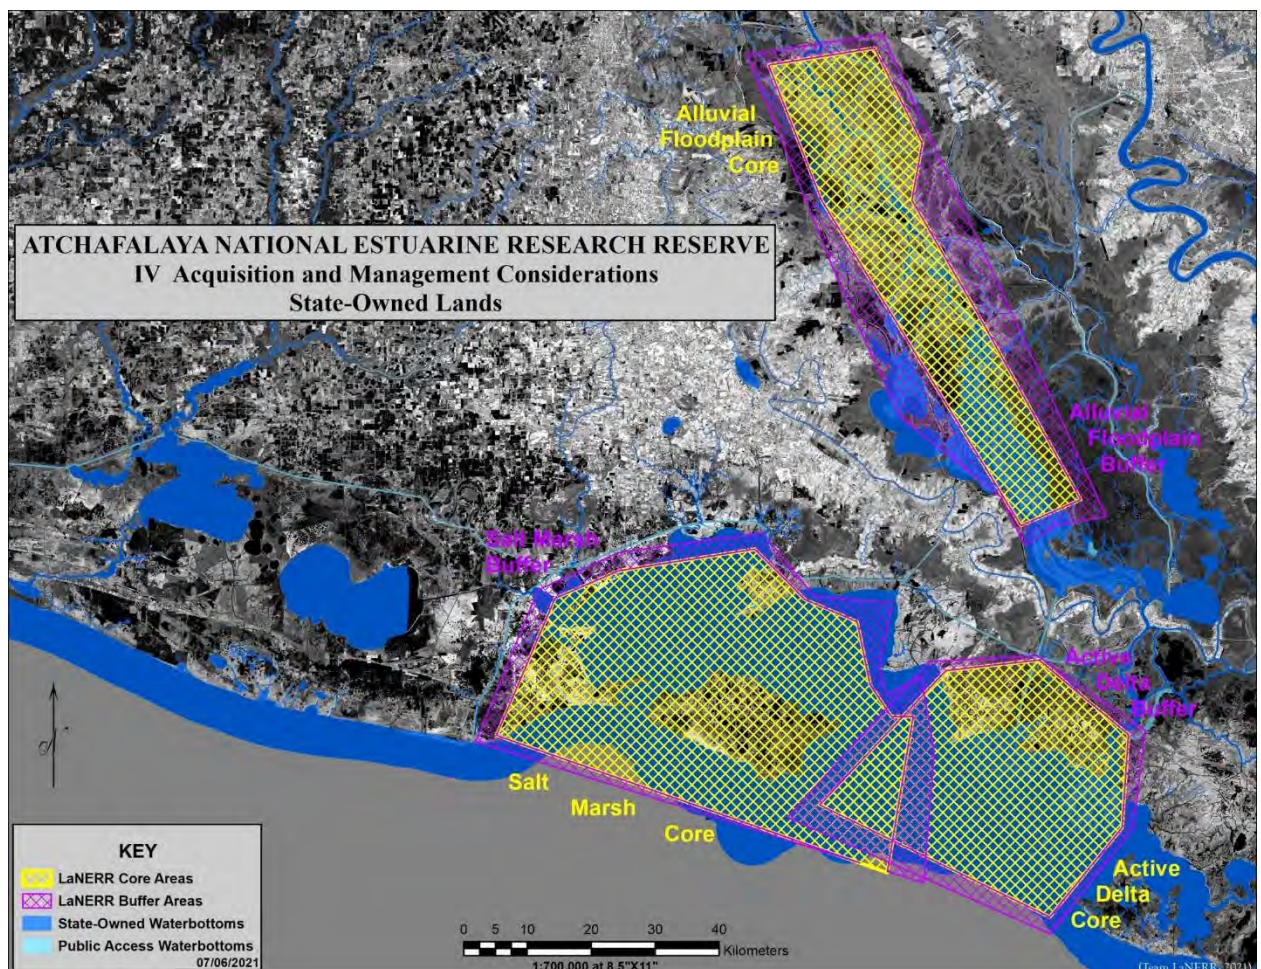 Alluvial
Floodplain
Core
ATCHAFALAYA NATIONAL ESTUARINE RESEARCH RESERVE
IV Acquisition and Management Considerations
State-Owned Lands
Alluvial
Floodplain
Buffer
Salt Marsh
Buffer
Active
Delta
Buffer
Salt
Marsh
Core
Active
Delta
Core
KEY
LaNERR Core Areas
LaNERR Buffer Areas
State-Owned Waterbottoms
Public Access Waterbottoms
07/06/2021
0 5 10 20 30 40
Kilometers
1:700,000 at 8.5"X11"
(Team LaNERR, 2021)